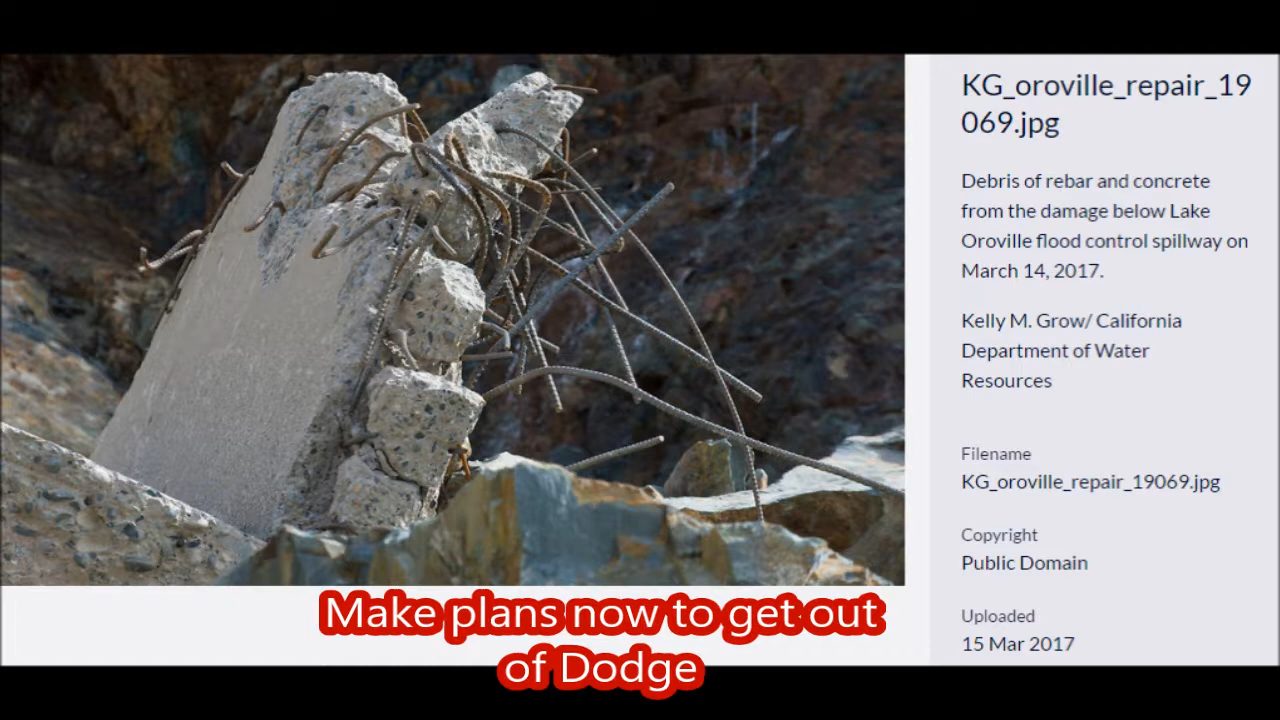 KG_oroville_repair_19
069.jpg
Debris of rebar and concrete
from the damage below Lake
Oroville flood control spillway on
March 14, 2017.
Kelly M. Grow/ California
Department of Water
Resources
Filename
KG_oroville_repair_19069.jpg
Copyright
Public Domain
Uploaded
15 Mar 2017
Make plans now to get out
of Dodge